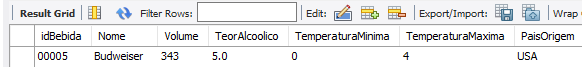 Result Grid Filter Rows: Edit: Export/Import: Wrap C
idBebida Nome Volume TeorAlcoolico TemperaturaMinima TemperaturaMaxima PaisOrigem
00005 Budweiser 343 5.0 0 4 USA